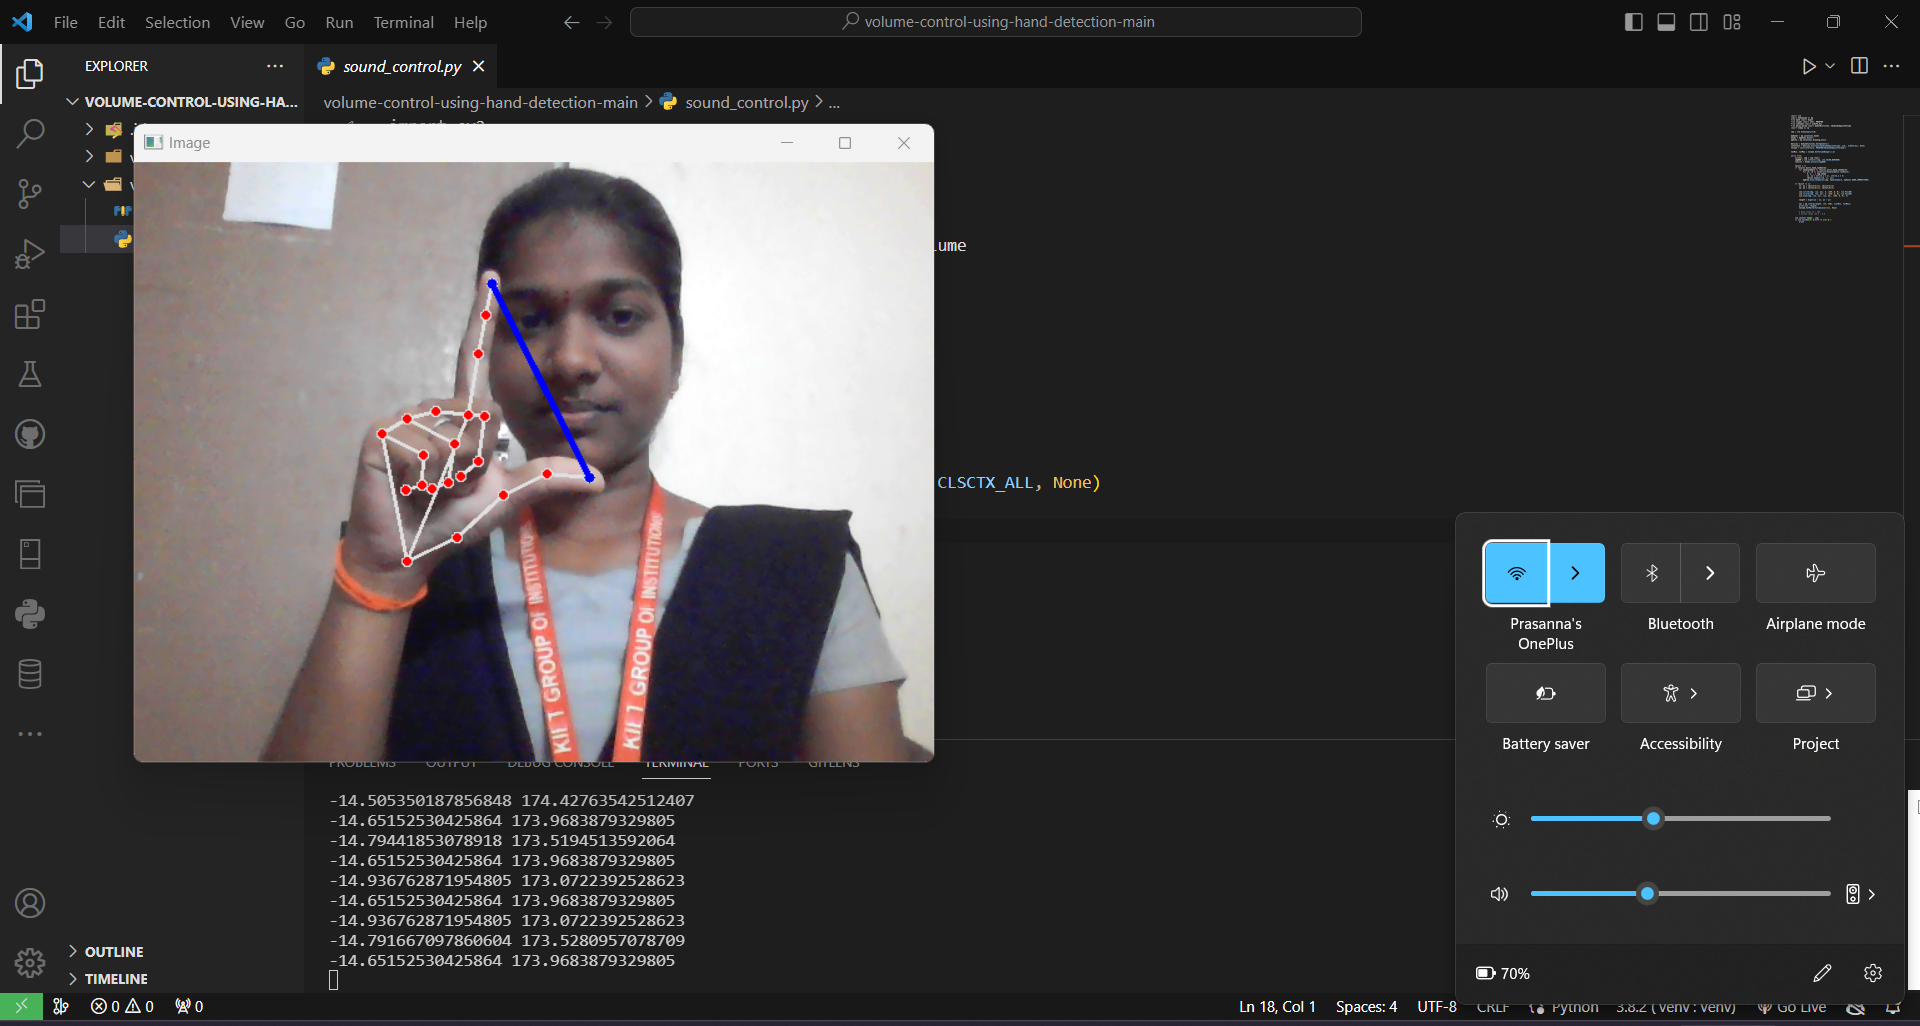 File Edit Selection View Go Run Terminal Help
volume-control-using-hand-detection-main
EXPLORER
sound_control.py
VOLUME-CONTROL-USING-HA...
volume-control-using-hand-detection-main > sound_control.py > ...
Image
CLSCTX_ALL, None)
KIET GROUP OF INSTITUTIONS
KIET GROUP OF INSTITUTIONS
PROBLEMS OUTPUT DEBUG CONSOLE TERMINAL PORTS GITLENS
-14.505350187856848 174.42763542512407
-14.65152530425864 173.9683879329805
-14.79441853078918 173.5194513592064
-14.65152530425864 173.9683879329805
-14.936762871954805 173.0722392528623
-14.65152530425864 173.9683879329805
-14.936762871954805 173.0722392528623
-14.791667097860604 173.5280957078709
-14.65152530425864 173.9683879329805
OUTLINE
TIMELINE
Prasanna's
OnePlus
Bluetooth
Airplane mode
Battery saver
Accessibility
Project
70%
0 0 0
Ln 18, Col 1 Spaces: 4 UTF-8 CRLF Python 3.8.2 ('venv': venv) Go Live